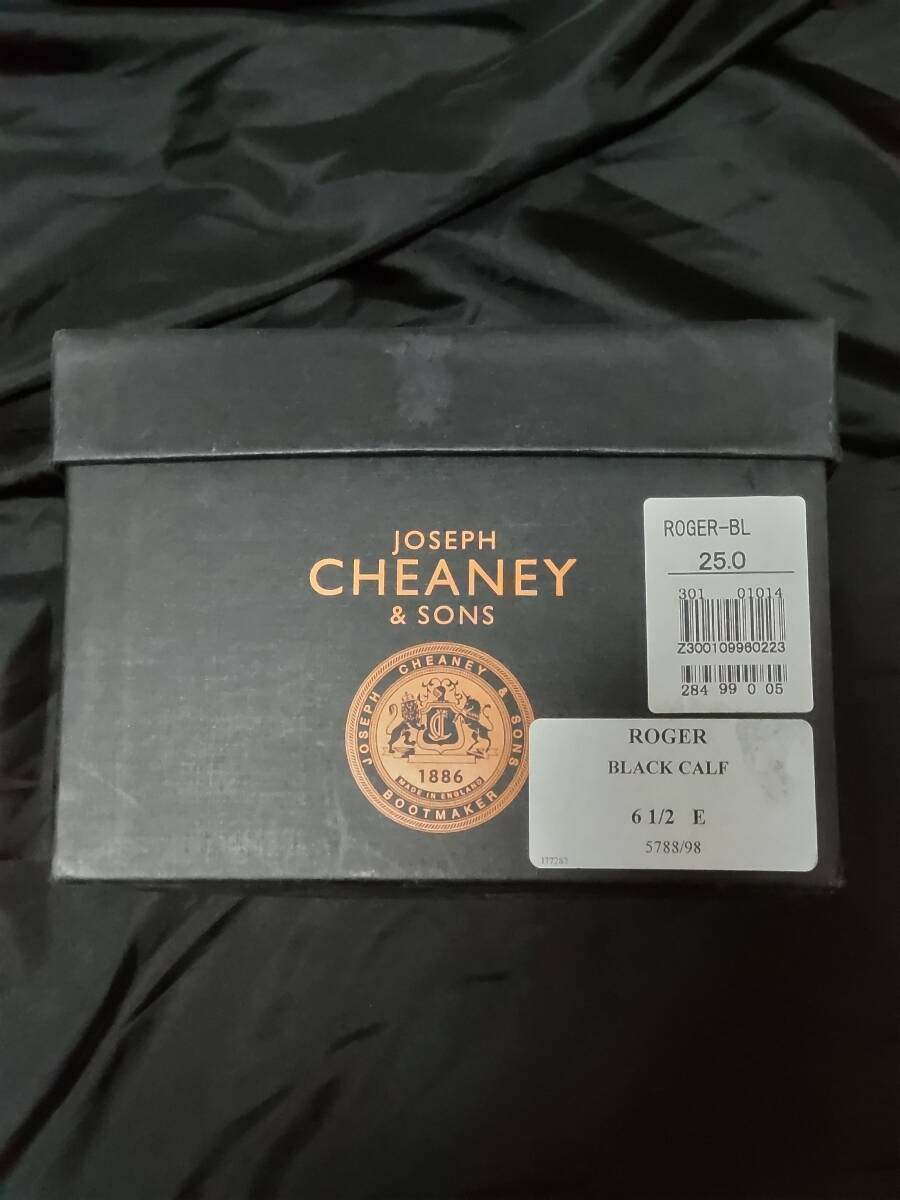 JOSEPH
CHEANEY
& SONS
JOSEPH CHEANEY & SONS
1886
MADE IN ENGLAND
BOOTMAKER
ROGER-BL
25.0
301 01014
Z300109960223
284 99 0 05
ROGER
BLACK CALF
6 1/2 E
5788/98